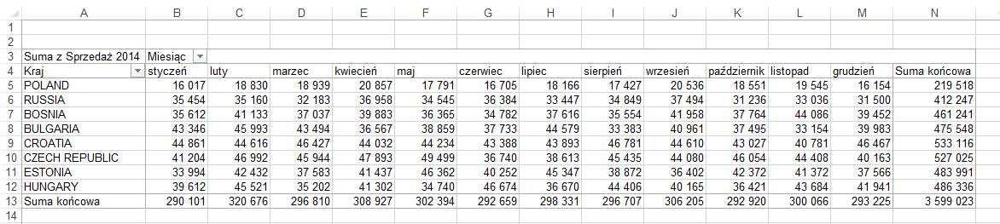 A B C D E F G H I J K L M N
1
2
3 Suma z Sprzedaż 2014 Miesiąc
4 Kraj styczeń luty marzec kwiecień maj czerwiec lipiec sierpień wrzesień październik listopad grudzień Suma końcowa
5 POLAND 16 017 18 830 18 939 20 857 17 791 16 705 18 166 17 427 20 536 18 551 19 545 16 154 219 518
6 RUSSIA 35 454 35 160 32 183 36 958 34 545 36 384 33 447 34 849 37 494 31 236 33 036 31 500 412 247
7 BOSNIA 35 612 41 133 37 037 39 883 36 365 34 782 37 616 35 554 41 958 37 764 44 086 39 452 461 241
8 BULGARIA 43 346 45 993 43 494 36 567 38 859 37 733 44 579 33 383 40 961 37 495 33 154 39 983 475 548
9 CROATIA 44 861 44 616 46 427 44 032 44 234 43 388 43 893 46 781 44 610 43 027 40 781 46 467 533 116
10 CZECH REPUBLIC 41 204 46 992 45 944 47 893 49 499 36 740 38 613 45 435 44 080 46 054 44 408 40 163 527 025
11 ESTONIA 33 994 42 432 37 583 41 437 46 362 40 252 45 347 38 872 36 402 42 372 41 372 37 566 483 991
12 HUNGARY 39 612 45 521 35 202 41 302 34 740 46 674 36 670 44 406 40 165 36 421 43 684 41 941 486 336
13 Suma końcowa 290 101 320 676 296 810 308 927 302 394 292 659 298 331 296 707 306 205 292 920 300 066 293 225 3 599 023
14